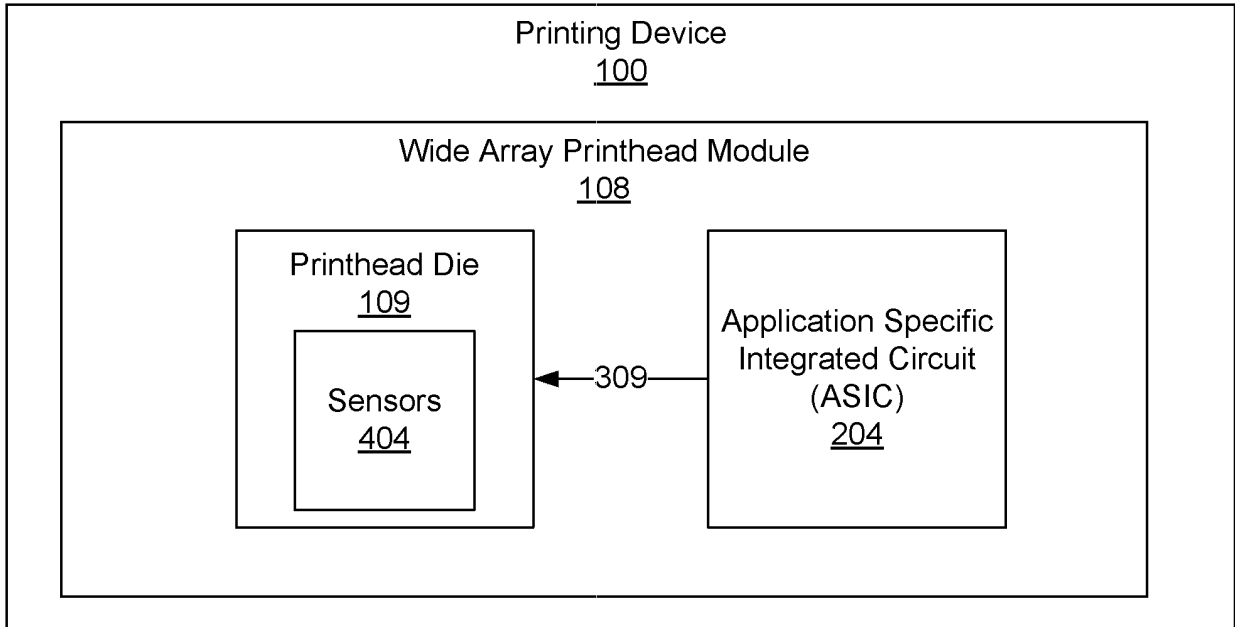 Printing Device
100
Wide Array Printhead Module
108
Printhead Die
109
Sensors
404
309
Application Specific
Integrated Circuit
(ASIC)
204